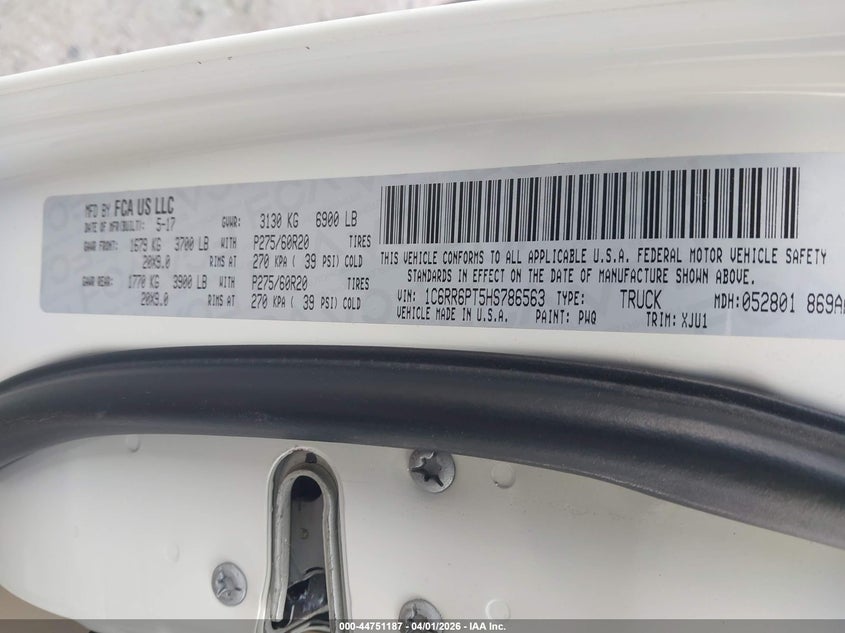 MFD BY FCA US LLC
DATE OF MFR(BUILT): 5-17 GVWR: 3130 KG 6900 LB
GAWR FRONT: 1679 KG 3700 LB WITH P275/60R20 TIRES
20X9.0 RIMS AT 270 KPA ( 39 PSI) COLD
GAWR REAR: 1770 KG 3900 LB WITH P275/60R20 TIRES
20X9.0 RIMS AT 270 KPA ( 39 PSI) COLD
THIS VEHICLE CONFORMS TO ALL APPLICABLE U.S.A. FEDERAL MOTOR VEHICLE SAFETY
STANDARDS IN EFFECT ON THE DATE OF MANUFACTURE SHOWN ABOVE.
VIN: 1C6RR6PT5HS786563 TYPE: TRUCK MDH:052801 869A
VEHICLE MADE IN U.S.A. PAINT: PWQ TRIM: XJU1
000-44751187 - 04/01/2026 - IAA Inc.